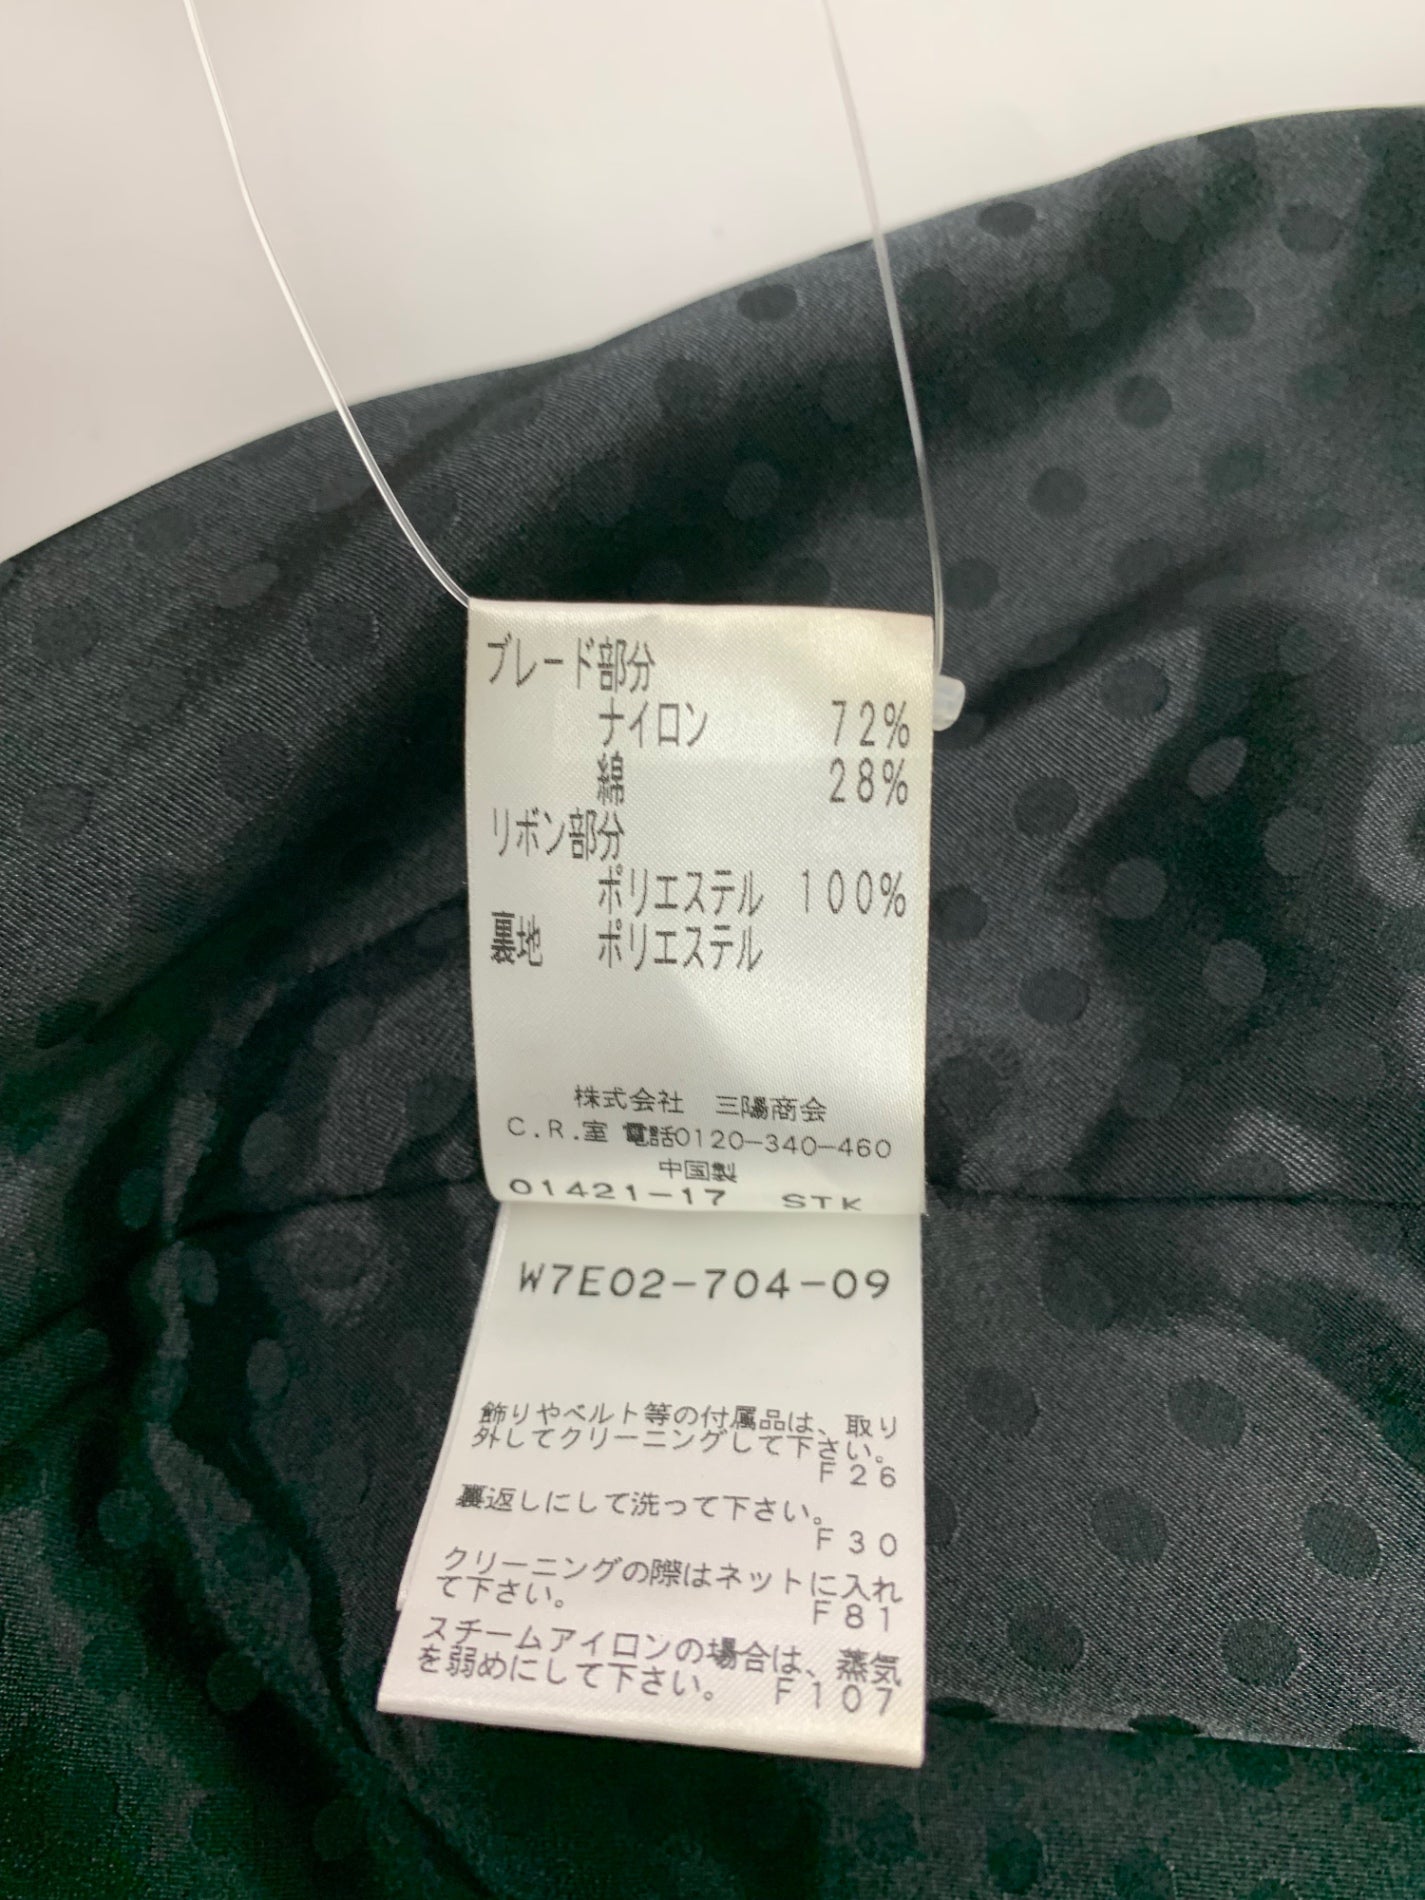 ブレード部分
ナイロン 72%
綿 28%
リボン部分
ポリエステル 100%
裏地 ポリエステル
株式会社 三陽商会
C.R.室 電話0120-340-460
中国製
01421-17 STK
W7E02-704-09
飾りやベルト等の付属品は、取り
外してクリーニングして下さい。
F26
裏返しにして洗って下さい。
F30
クリーニングの際はネットに入れ
て下さい。
F81
スチームアイロンの場合は、蒸気
を弱めにして下さい。 F107